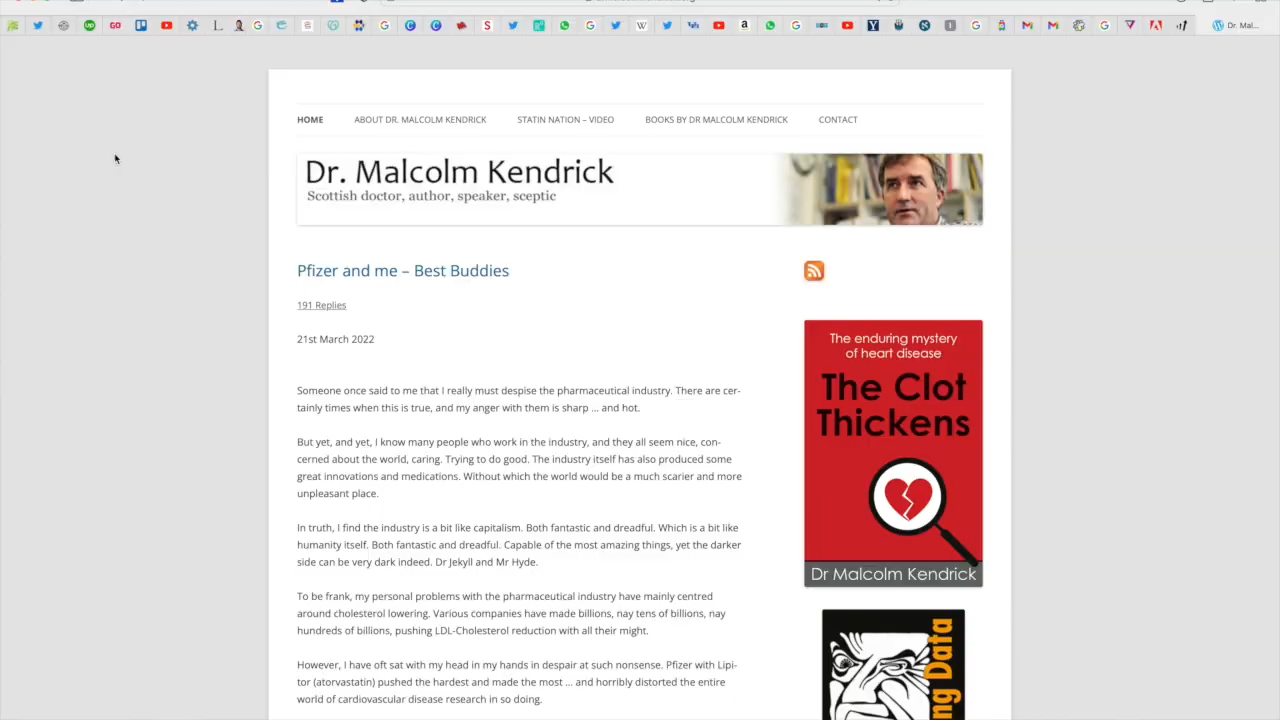 Dr. Mal...
HOME ABOUT DR. MALCOLM KENDRICK STATIN NATION – VIDEO BOOKS BY DR MALCOLM KENDRICK CONTACT
Dr. Malcolm Kendrick
Scottish doctor, author, speaker, sceptic
Pfizer and me – Best Buddies
191 Replies
21st March 2022
Someone once said to me that I really must despise the pharmaceutical industry. There are cer-
tainly times when this is true, and my anger with them is sharp … and hot.
But yet, and yet, I know many people who work in the industry, and they all seem nice, con-
cerned about the world, caring. Trying to do good. The industry itself has also produced some
great innovations and medications. Without which the world would be a much scarier and more
unpleasant place.
In truth, I find the industry is a bit like capitalism. Both fantastic and dreadful. Which is a bit like
humanity itself. Both fantastic and dreadful. Capable of the most amazing things, yet the darker
side can be very dark indeed. Dr Jekyll and Mr Hyde.
To be frank, my personal problems with the pharmaceutical industry have mainly centred
around cholesterol lowering. Various companies have made billions, nay tens of billions, nay
hundreds of billions, pushing LDL-Cholesterol reduction with all their might.
However, I have oft sat with my head in my hands in despair at such nonsense. Pfizer with Lipi-
tor (atorvastatin) pushed the hardest and made the most … and horribly distorted the entire
world of cardiovascular disease research in so doing.
The enduring mystery
of heart disease
The Clot
Thickens
Dr Malcolm Kendrick
ng Data